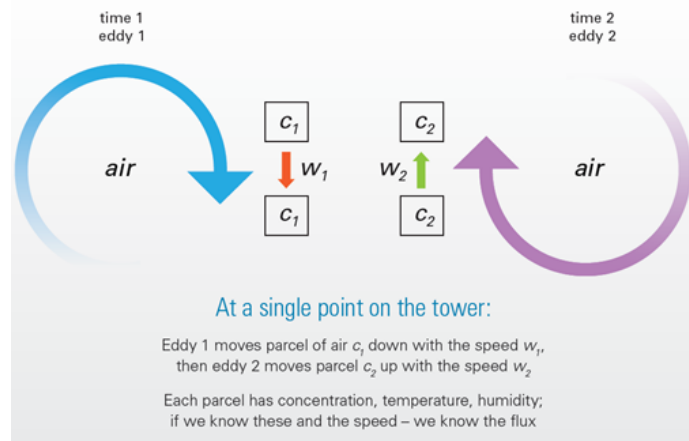 time 1
eddy 1
time 2
eddy 2
air
c1
w1
c1
c2
w2
c2
air
At a single point on the tower:
Eddy 1 moves parcel of air c1 down with the speed w1,
then eddy 2 moves parcel c2 up with the speed w2
Each parcel has concentration, temperature, humidity;
if we know these and the speed – we know the flux